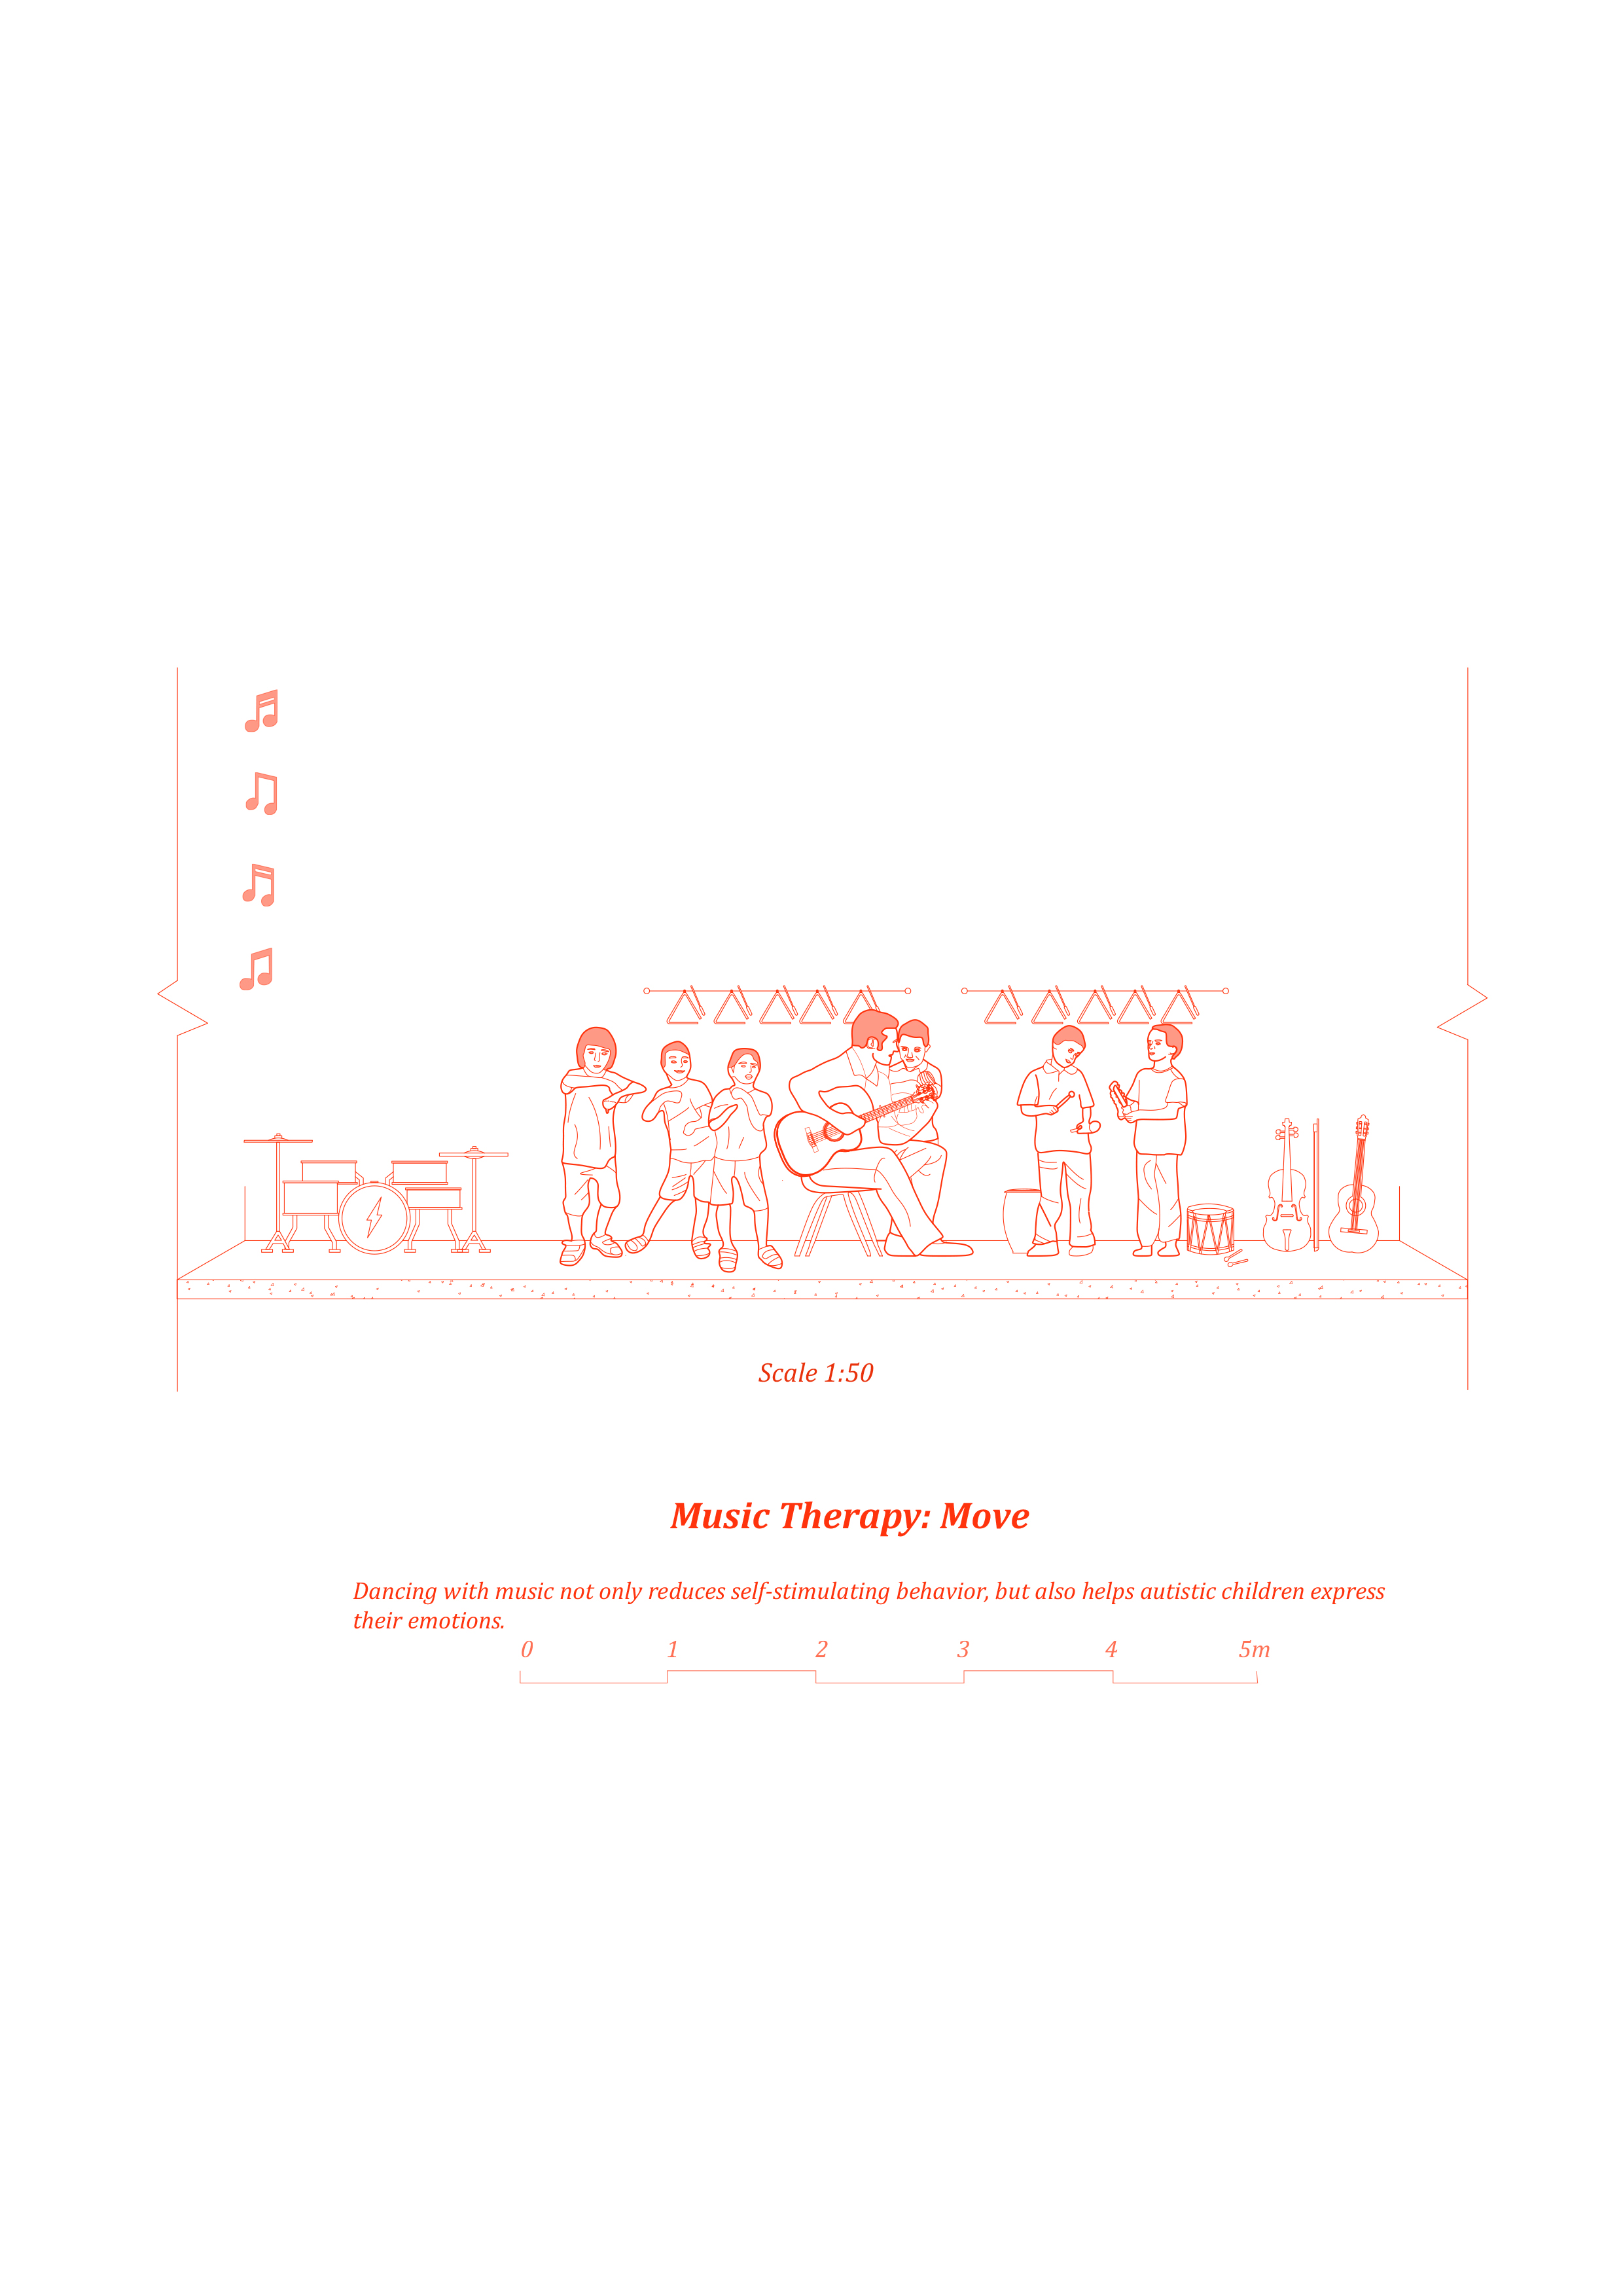 Scale 1:50
Music Therapy: Move
Dancing with music not only reduces self-stimulating behavior, but also helps autistic children express
their emotions.
0 1 2 3 4 5m